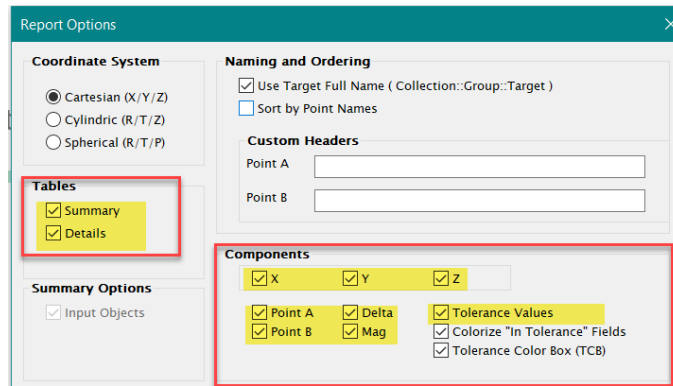 Report Options
Coordinate System
Cartesian (X/Y/Z)
Cylindric (R/T/Z)
Spherical (R/T/P)
Tables
Summary
Details
Summary Options
Input Objects
Naming and Ordering
Use Target Full Name ( Collection::Group::Target )
Sort by Point Names
Custom Headers
Point A
Point B
Components
X Y Z
Point A Delta Tolerance Values
Point B Mag Colorize "In Tolerance" Fields
Tolerance Color Box (TCB)